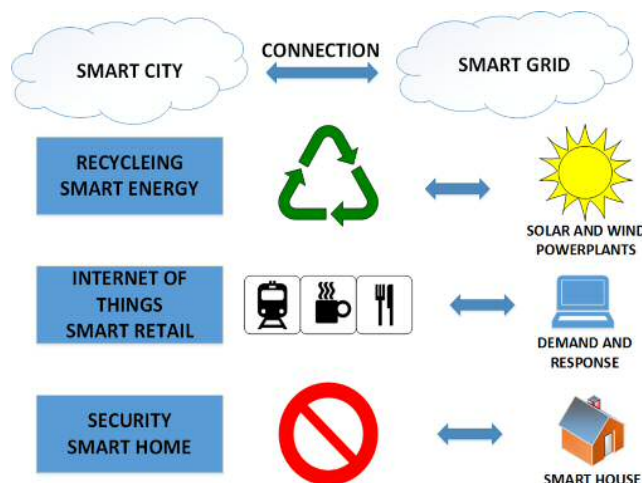 SMART CITY
CONNECTION
SMART GRID
RECYCLEING
SMART ENERGY
SOLAR AND WIND
POWERPLANTS
INTERNET OF
THINGS
SMART RETAIL
DEMAND AND
RESPONSE
SECURITY
SMART HOME
SMART HOUSE